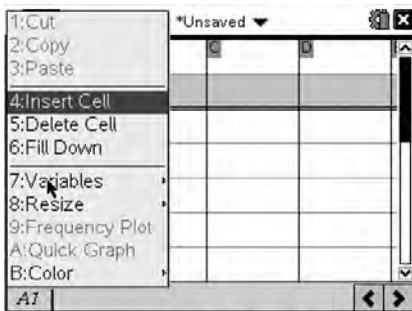 *Unsaved
1:Cut
2:Copy
3:Paste
4:Insert Cell
5:Delete Cell
6:Fill Down
7:Variables
8:Resize
9:Frequency Plot
A:Quick Graph
B:Color
C
D
A1